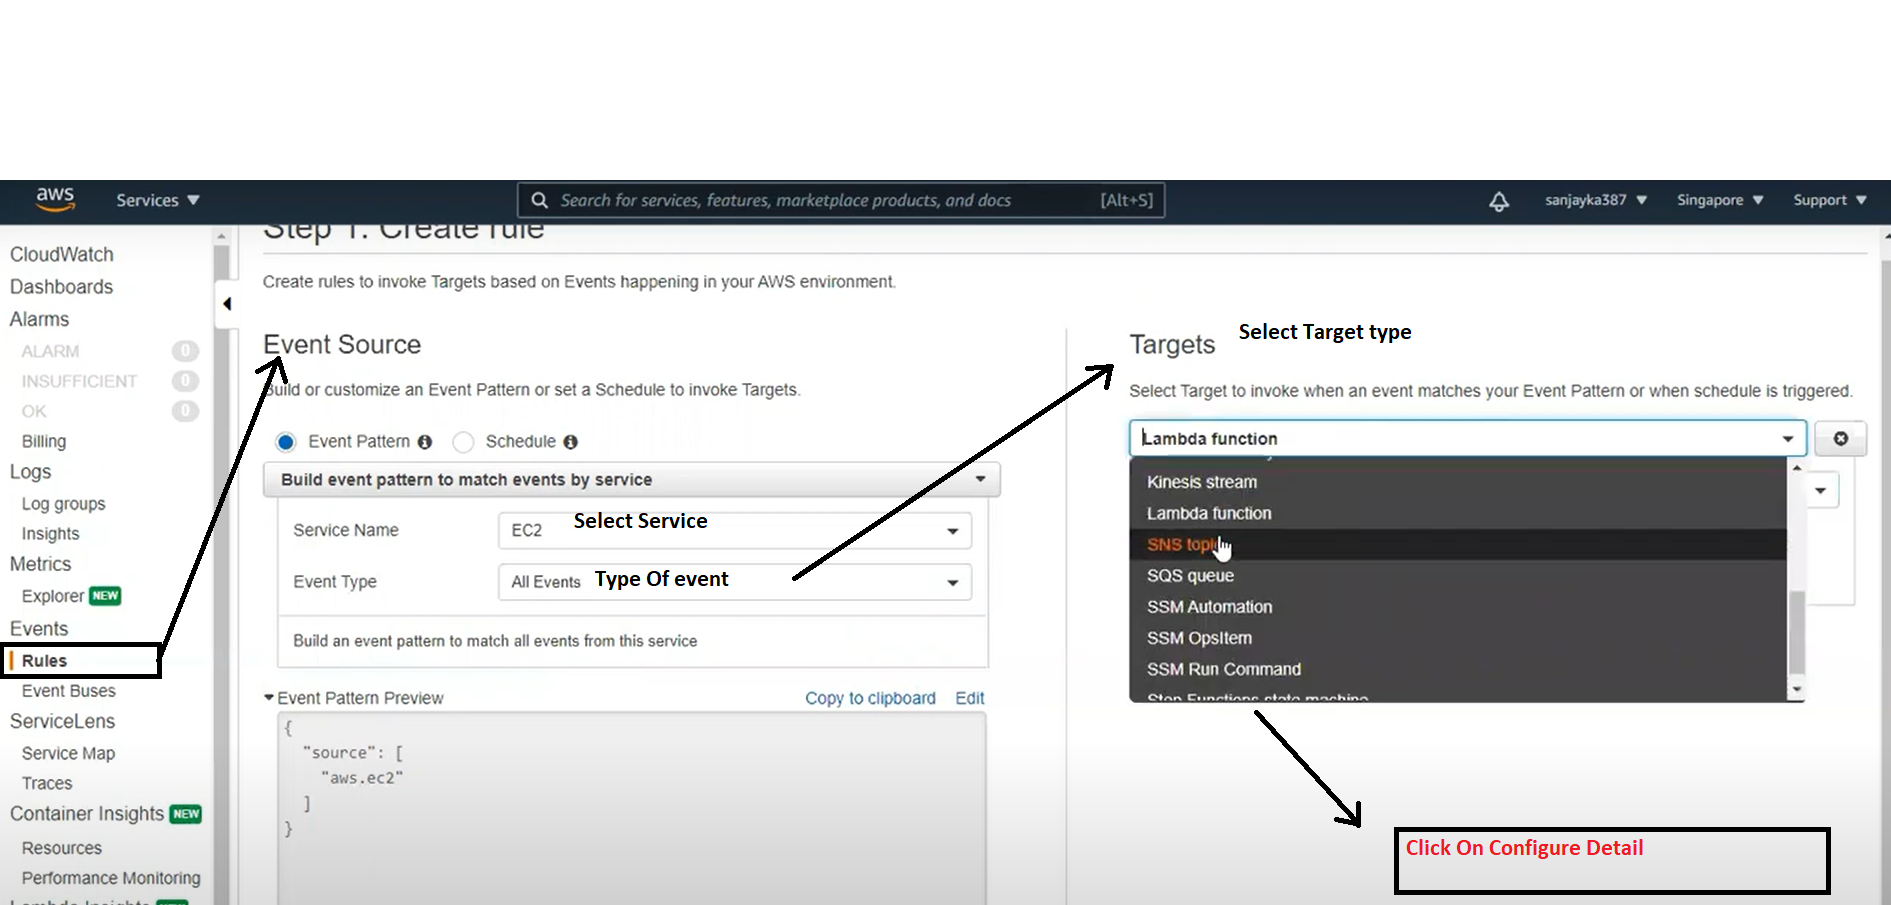 aws
Services
Search for services, features, marketplace products, and docs
[Alt+S]
sanjayka387
Singapore
Support
CloudWatch
Dashboards
Alarms
ALARM 0
INSUFFICIENT 0
OK 0
Billing
Logs
Log groups
Insights
Metrics
Explorer NEW
Events
Rules
Event Buses
ServiceLens
Service Map
Traces
Container Insights NEW
Resources
Performance Monitoring
Lambda Insights NEW
Step 1: Create rule
Create rules to invoke Targets based on Events happening in your AWS environment.
Event Source
Build or customize an Event Pattern or set a Schedule to invoke Targets.
Event Pattern
Schedule
Build event pattern to match events by service
Service Name
EC2
Select Service
Event Type
All Events
Type Of event
Build an event pattern to match all events from this service
Event Pattern Preview
Copy to clipboard
Edit
{
"source": [
"aws.ec2"
]
}
Targets
Select Target type
Select Target to invoke when an event matches your Event Pattern or when schedule is triggered.
Lambda function
Kinesis stream
Lambda function
SNS topic
SQS queue
SSM Automation
SSM OpsItem
SSM Run Command
Step Functions state machine
Click On Configure Detail